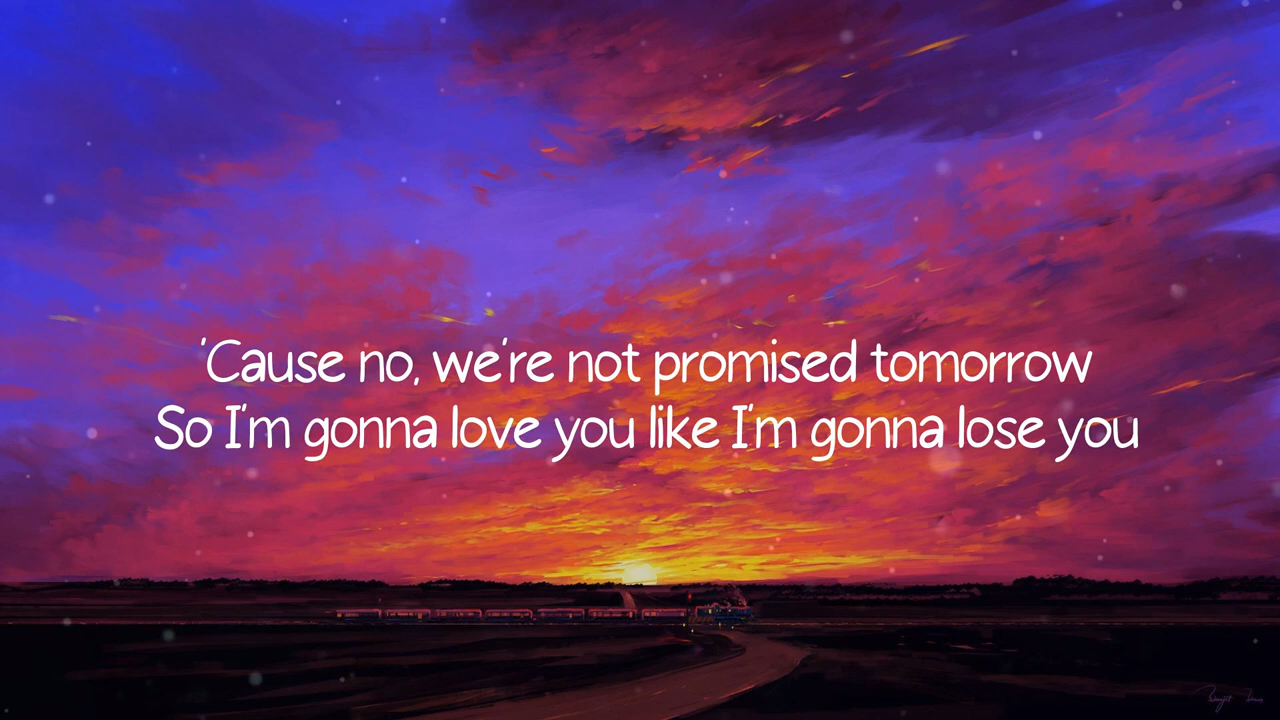 'Cause no, we're not promised tomorrow
So I'm gonna love you like I'm gonna lose you